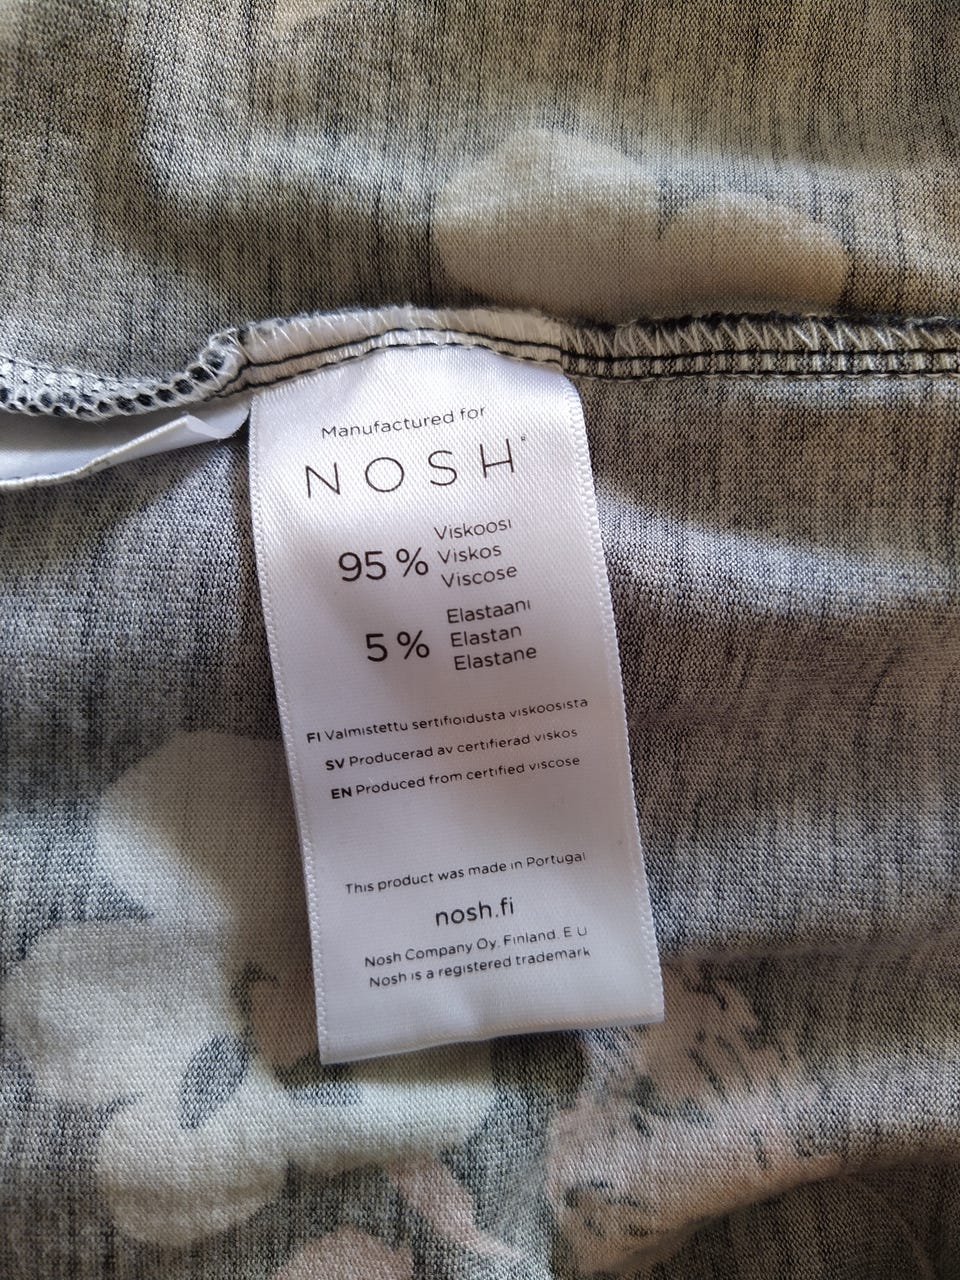 Manufactured for
NOSH®
95 % Viskoosi
Viskos
Viscose
5 % Elastaani
Elastan
Elastane
FI Valmistettu sertifioidusta viskoosista
SV Producerad av certifierad viskos
EN Produced from certified viscose
This product was made in Portugal
nosh.fi
Nosh Company Oy. Finland. E U
Nosh is a registered trademark